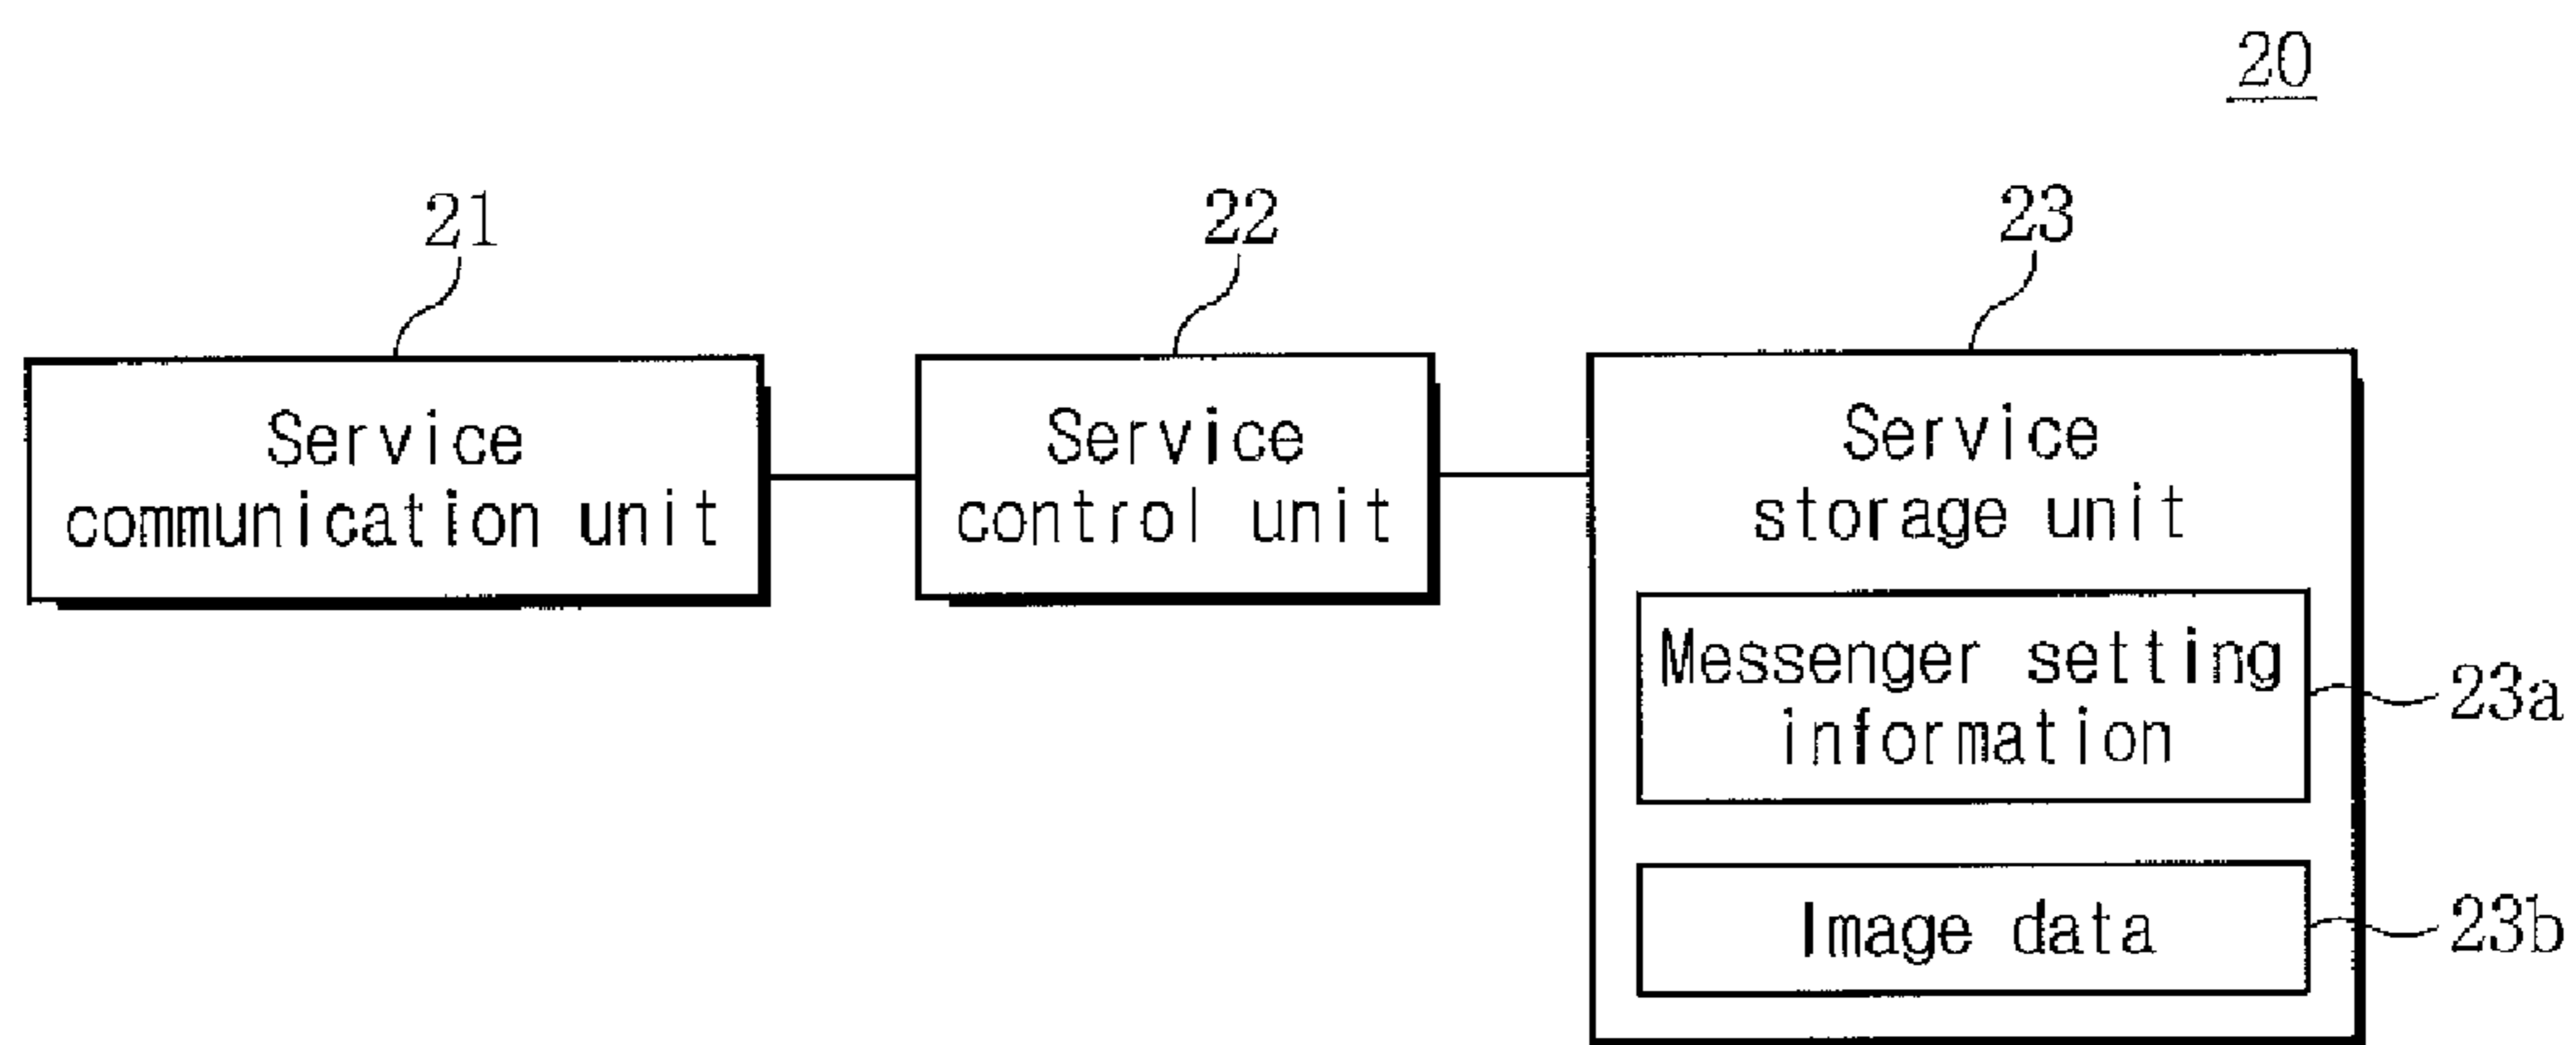 20
21
22
23
Service
communication unit
Service
control unit
Service
storage unit
Messenger setting
information
23a
Image data
23b